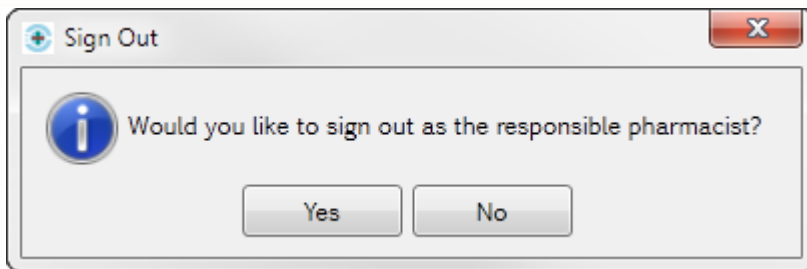 Sign Out
Would you like to sign out as the responsible pharmacist?
Yes No